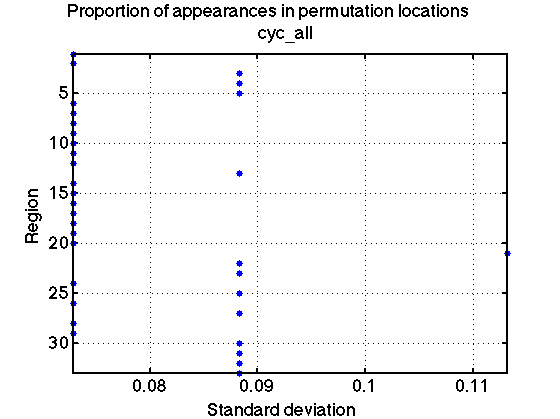 Proportion of appearances in permutation locations
cyc_all
5
10
15
20
25
30
Region
0.08 0.09 0.1 0.11
Standard deviation